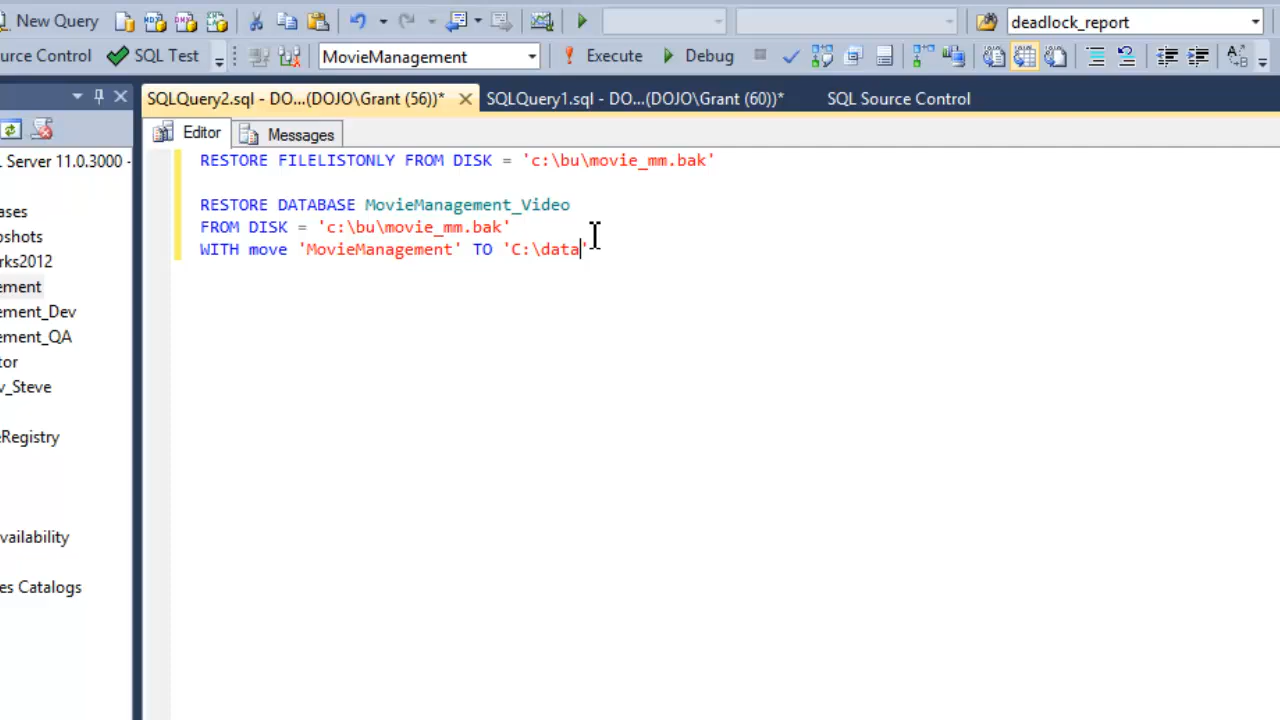 New Query
deadlock_report
urce Control
SQL Test
MovieManagement
Execute
Debug
SQLQuery2.sql - DO...(DOJO\Grant (56))*
SQLQuery1.sql - DO...(DOJO\Grant (60))*
SQL Source Control
Editor
Messages
L Server 11.0.3000 -
ases
pshots
rks2012
ement
ement_Dev
ement_QA
tor
v_Steve
eRegistry
vailability
es Catalogs
RESTORE FILELISTONLY FROM DISK = 'c:\bu\movie_mm.bak'
RESTORE DATABASE MovieManagement_Video
FROM DISK = 'c:\bu\movie_mm.bak'
WITH move 'MovieManagement' TO 'C:\data'